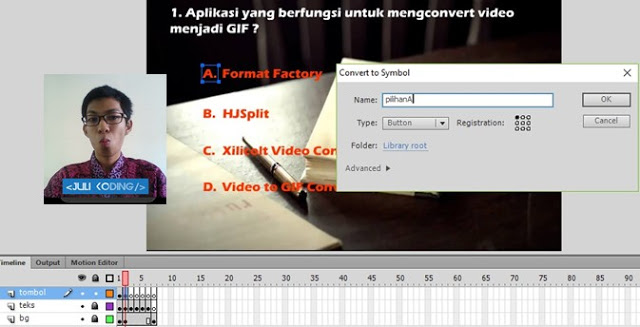 1. Aplikasi yang berfungsi untuk mengconvert video
menjadi GIF ?
A. Format Factory
B. HJSplit
C. Xilisoft Video Con
D. Video to GIF Con
<JULI CODING/>
Convert to Symbol
Name: pilihanA
OK
Type: Button
Registration:
Cancel
Folder: Library root
Advanced
Timeline Output Motion Editor
1 5 10 15 20 25 30 35 40 45 50 55 60 65 70 75 80 85 90
tombol
teks
bg